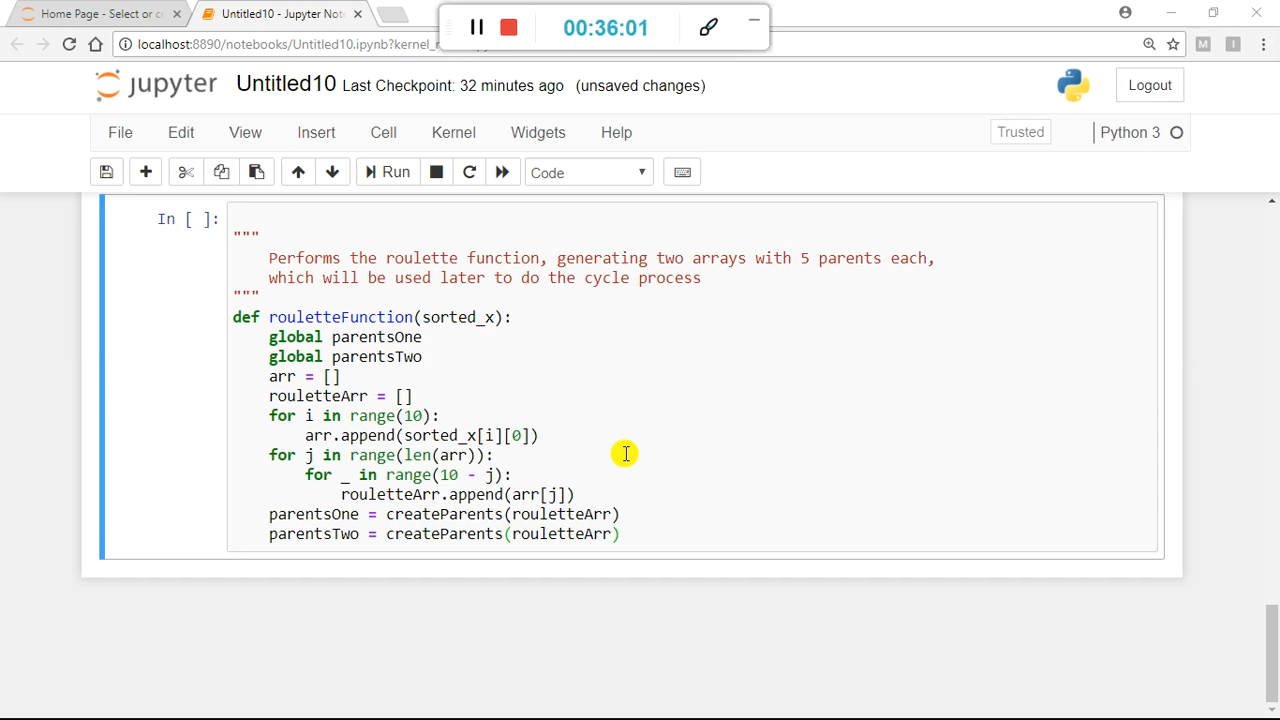 Home Page - Select or c
Untitled10 - Jupyter Not
00:36:01
localhost:8890/notebooks/Untitled10.ipynb?kernel_
M
I
jupyter Untitled10 Last Checkpoint: 32 minutes ago (unsaved changes)
Logout
File Edit View Insert Cell Kernel Widgets Help
Trusted
Python 3
Run
Code
In [ ]:
"""
Performs the roulette function, generating two arrays with 5 parents each,
which will be used later to do the cycle process
"""
def rouletteFunction(sorted_x):
global parentsOne
global parentsTwo
arr = []
rouletteArr = []
for i in range(10):
arr.append(sorted_x[i][0])
for j in range(len(arr)):
for _ in range(10 - j):
rouletteArr.append(arr[j])
parentsOne = createParents(rouletteArr)
parentsTwo = createParents(rouletteArr)